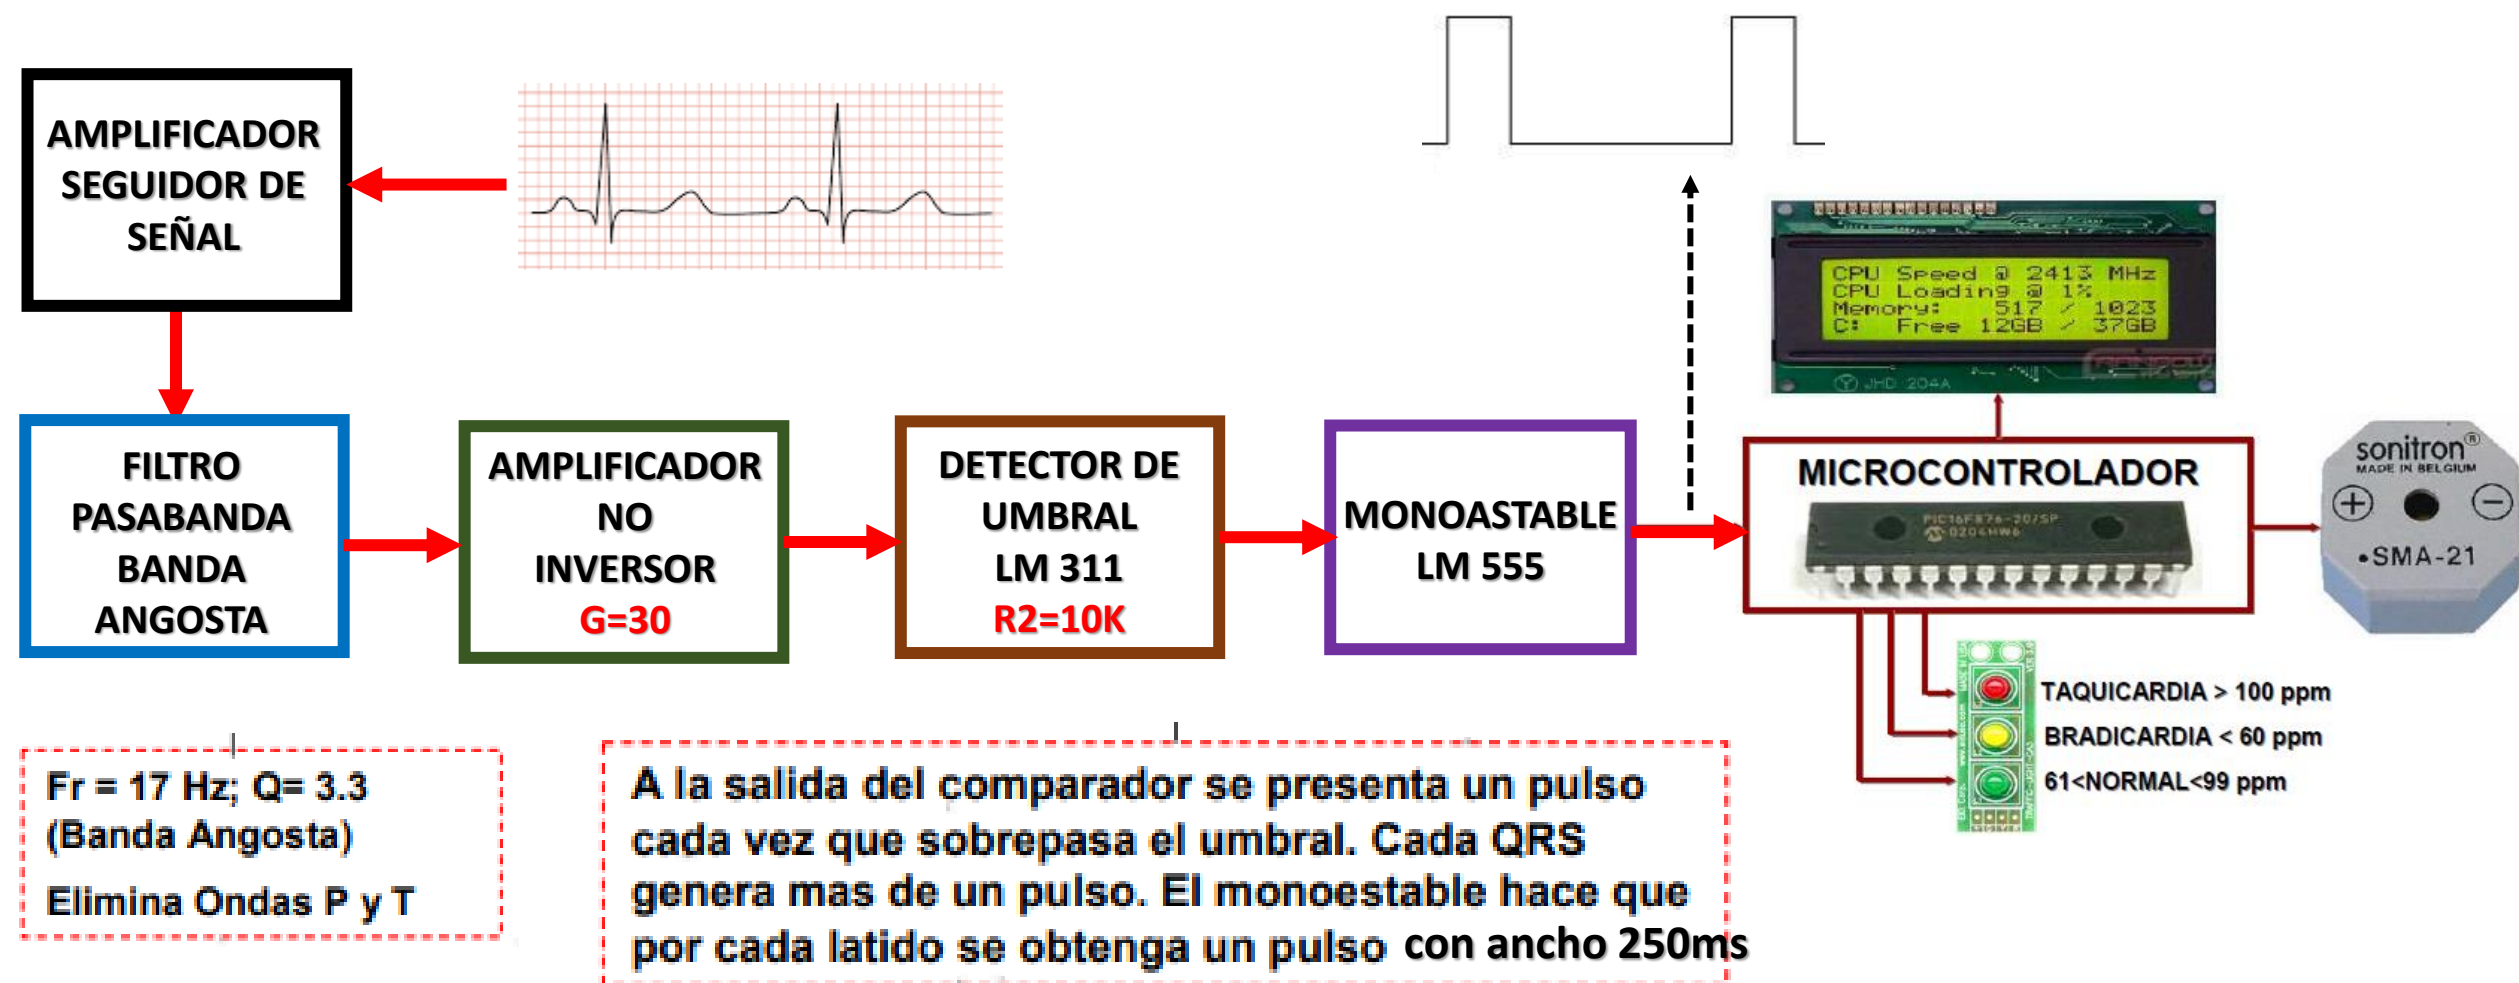 AMPLIFICADOR
SEGUIDOR DE
SEÑAL
CPU Speed @ 2413 MHz
CPU Loading @ 1%
Memory: 517 / 1023
C: Free 12GB / 37GB
JHD 204A
FILTRO
PASABANDA
BANDA
ANGOSTA
AMPLIFICADOR
NO
INVERSOR
G=30
DETECTOR DE
UMBRAL
LM 311
R2=10K
MONOASTABLE
LM 555
MICROCONTROLADOR
PIC16F876-20/SP
sonitron®
MADE IN BELGIUM
+ −
•SMA-21
TAQUICARDIA > 100 ppm
BRADICARDIA < 60 ppm
61<NORMAL<99 ppm
Fr = 17 Hz; Q= 3.3
(Banda Angosta)
Elimina Ondas P y T
A la salida del comparador se presenta un pulso
cada vez que sobrepasa el umbral. Cada QRS
genera mas de un pulso. El monoestable hace que
por cada latido se obtenga un pulso con ancho 250ms